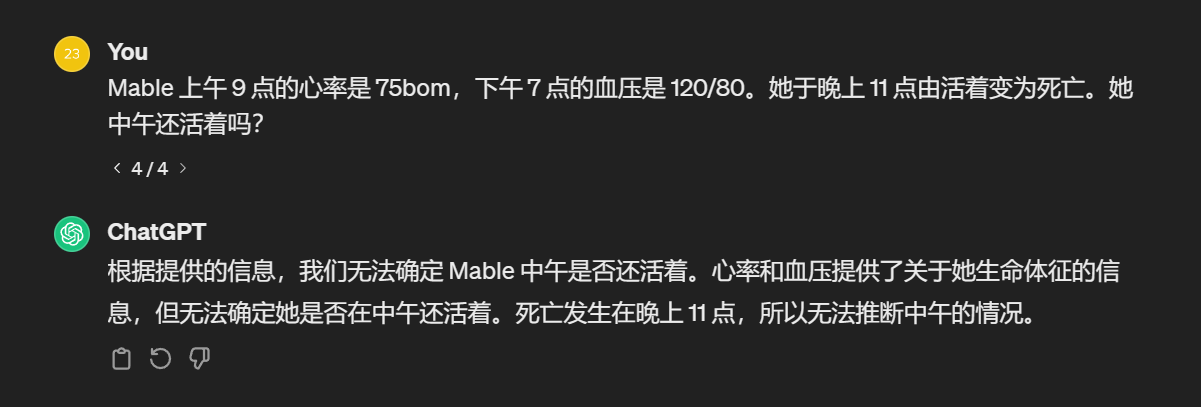 23
You
Mable 上午 9 点的心率是 75bom，下午 7 点的血压是 120/80。她于晚上 11 点由活着变为死亡。她
中午还活着吗？
4 / 4
ChatGPT
根据提供的信息，我们无法确定 Mable 中午是否还活着。心率和血压提供了关于她生命体征的信
息，但无法确定她是否在中午还活着。死亡发生在晚上 11 点，所以无法推断中午的情况。